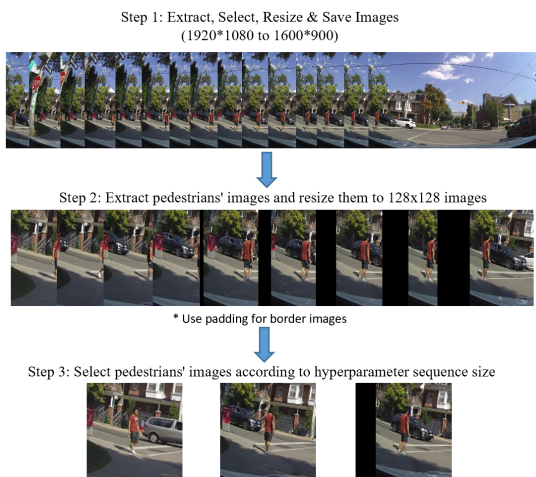 Step 1: Extract, Select, Resize & Save Images
(1920*1080 to 1600*900)
Step 2: Extract pedestrians' images and resize them to 128x128 images
* Use padding for border images
Step 3: Select pedestrians' images according to hyperparameter sequence size